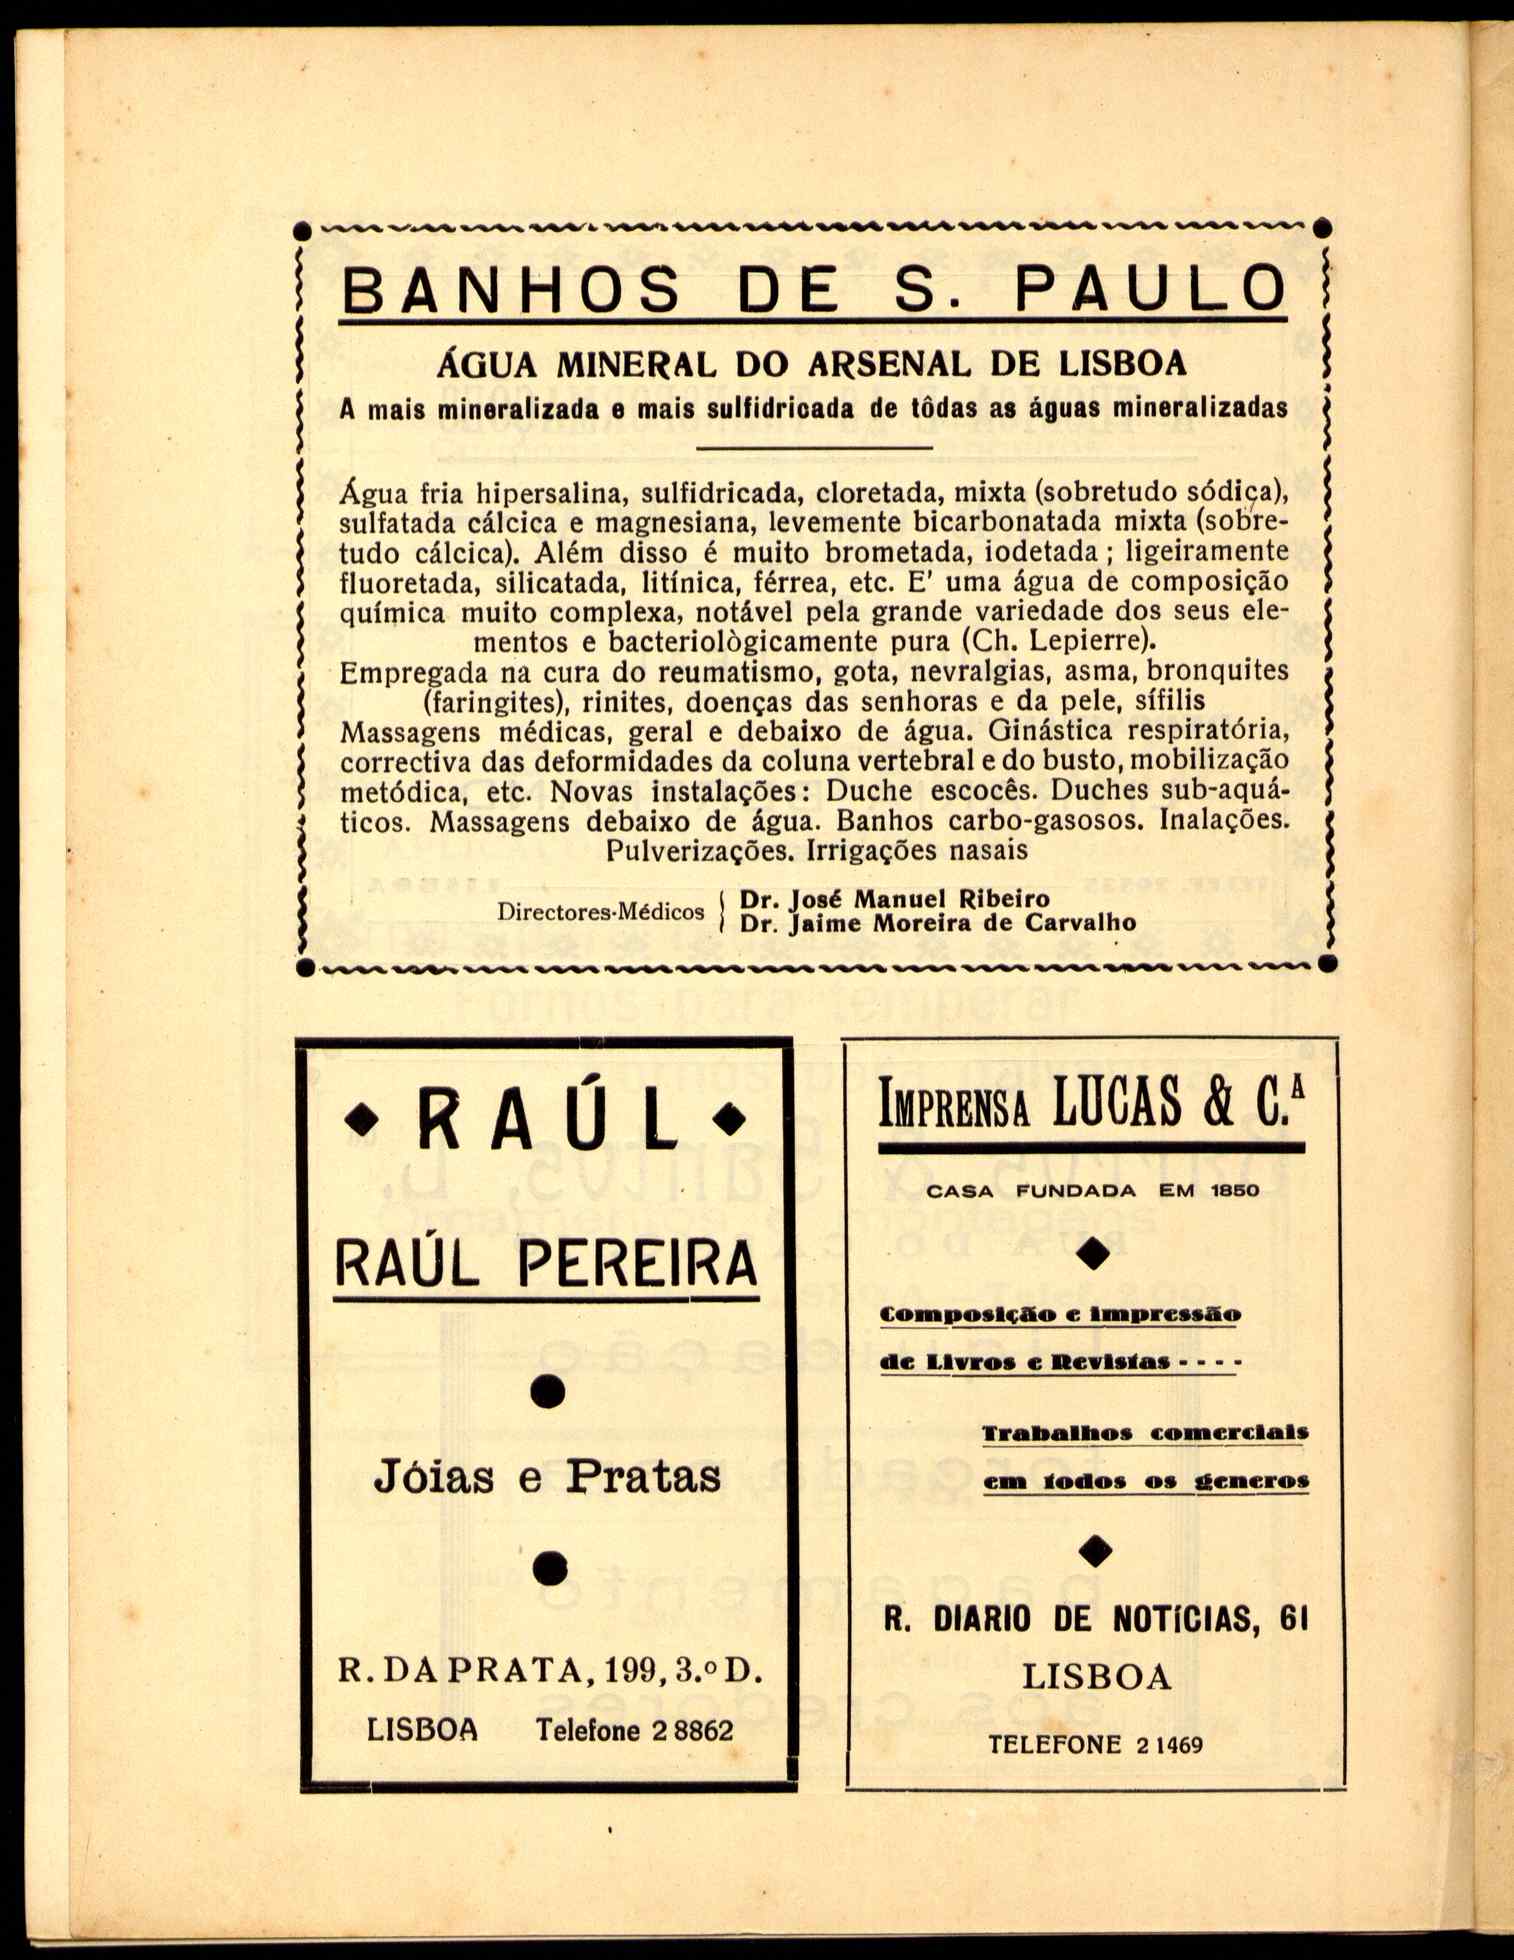 BANHOS DE S. PAULO
ÁGUA MINERAL DO ARSENAL DE LISBOA
A mais mineralizada e mais sulfidricada de tôdas as águas mineralizadas
Água fria hipersalina, sulfidricada, cloretada, mixta (sobretudo sódiça),
sulfatada cálcica e magnesiana, levemente bicarbonatada mixta (sobre-
tudo cálcica). Além disso é muito brometada, iodetada; ligeiramente
fluoretada, silicatada, litínica, férrea, etc. E' uma água de composição
química muito complexa, notável pela grande variedade dos seus ele-
mentos e bacteriològicamente pura (Ch. Lepierre).
Empregada na cura do reumatismo, gota, nevralgias, asma, bronquites
(faringites), rinites, doenças das senhoras e da pele, sífilis
Massagens médicas, geral e debaixo de água. Ginástica respiratória,
correctiva das deformidades da coluna vertebral e do busto, mobilização
metódica, etc. Novas instalações: Duche escocês. Duches sub-aquá-
ticos. Massagens debaixo de água. Banhos carbo-gasosos. Inalações.
Pulverizações. Irrigações nasais
Directores-Médicos { Dr. José Manuel Ribeiro
Dr. Jaime Moreira de Carvalho
RAÚL
RAÚL PEREIRA
Jóias e Pratas
R. DA PRATA, 199, 3.º D.
LISBOA Telefone 2 8862
IMPRENSA LUCAS & C.A
CASA FUNDADA EM 1850
Composição e impressão
de Livros e Revistas - - - -
Trabalhos comerciais
em todos os generos
R. DIARIO DE NOTÍCIAS, 61
LISBOA
TELEFONE 2 1469